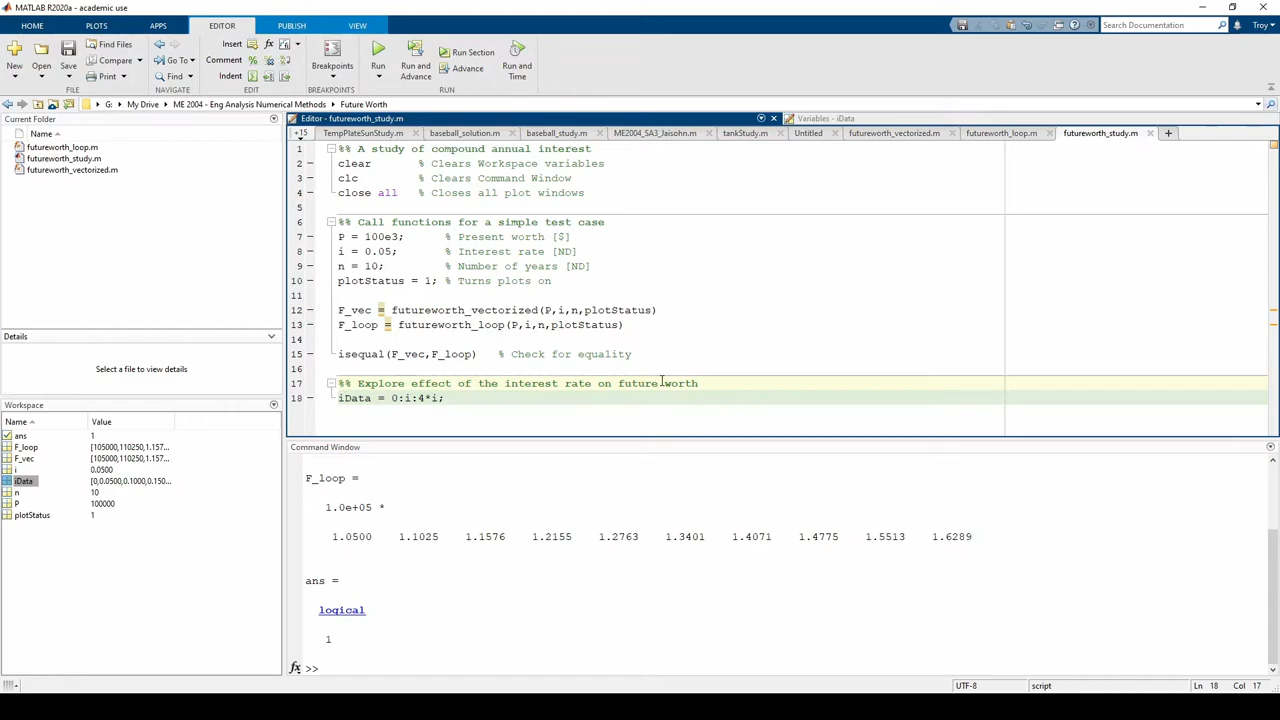 MATLAB R2020a - academic use
HOME PLOTS APPS EDITOR PUBLISH VIEW
Search Documentation
Troy
New Open Save
Find Files
Compare
Print
Go To
Find
Insert fx
Comment
Indent
Breakpoints
Run
Run and Advance
Run Section
Advance
Run and Time
FILE NAVIGATE EDIT BREAKPOINTS RUN
G: My Drive ME 2004 - Eng Analysis Numerical Methods Future Worth
Current Folder
Name
futureworth_loop.m
futureworth_study.m
futureworth_vectorized.m
Details
Select a file to view details
Workspace
Name Value
ans 1
F_loop [105000,110250,1.157...
F_vec [105000,110250,1.157...
i 0.0500
iData [0,0.0500,0.1000,0.150...
n 10
P 100000
plotStatus 1
Editor - futureworth_study.m
Variables - iData
+15 TempPlateSunStudy.m baseball_solution.m baseball_study.m ME2004_SA3_Jaisohn.m tankStudy.m Untitled futureworth_vectorized.m futureworth_loop.m futureworth_study.m
1 %% A study of compound annual interest
2 clear % Clears Workspace variables
3 clc % Clears Command Window
4 close all % Closes all plot windows
5
6 %% Call functions for a simple test case
7 P = 100e3; % Present worth [$]
8 i = 0.05; % Interest rate [ND]
9 n = 10; % Number of years [ND]
10 plotStatus = 1; % Turns plots on
11
12 F_vec = futureworth_vectorized(P,i,n,plotStatus)
13 F_loop = futureworth_loop(P,i,n,plotStatus)
14
15 isequal(F_vec,F_loop) % Check for equality
16
17 %% Explore effect of the interest rate on future worth
18 iData = 0:i:4*i;
Command Window
F_loop =
1.0e+05 *
1.0500 1.1025 1.1576 1.2155 1.2763 1.3401 1.4071 1.4775 1.5513 1.6289
ans =
logical
1
fx >>
UTF-8 script Ln 18 Col 17